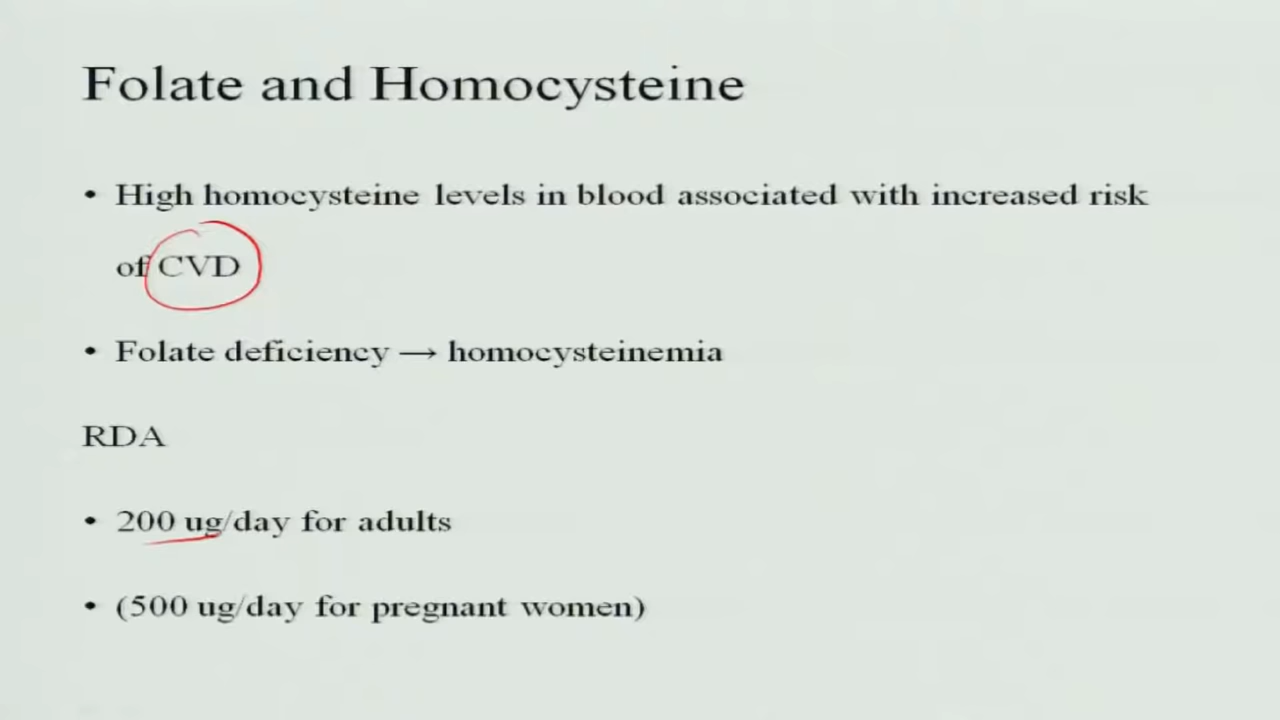 Folate and Homocysteine
• High homocysteine levels in blood associated with increased risk
of CVD
• Folate deficiency → homocysteinemia
RDA
• 200 ug/day for adults
• (500 ug/day for pregnant women)